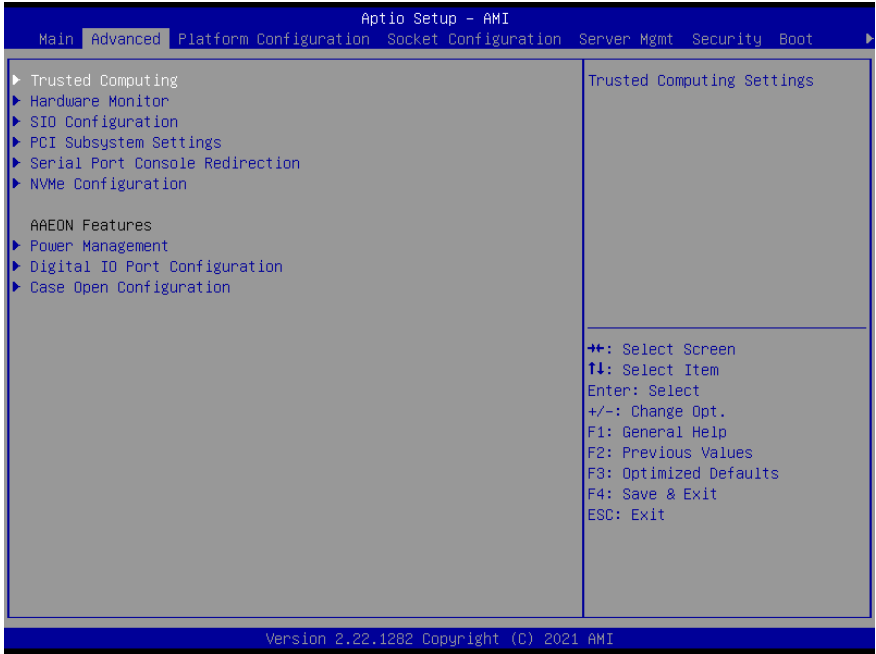 Aptio Setup – AMI
Main Advanced Platform Configuration Socket Configuration Server Mgmt Security Boot
Trusted Computing
Hardware Monitor
SIO Configuration
PCI Subsystem Settings
Serial Port Console Redirection
NVMe Configuration
AAEON Features
Power Management
Digital IO Port Configuration
Case Open Configuration
Trusted Computing Settings
→←: Select Screen
↑↓: Select Item
Enter: Select
+/-: Change Opt.
F1: General Help
F2: Previous Values
F3: Optimized Defaults
F4: Save & Exit
ESC: Exit
Version 2.22.1282 Copyright (C) 2021 AMI